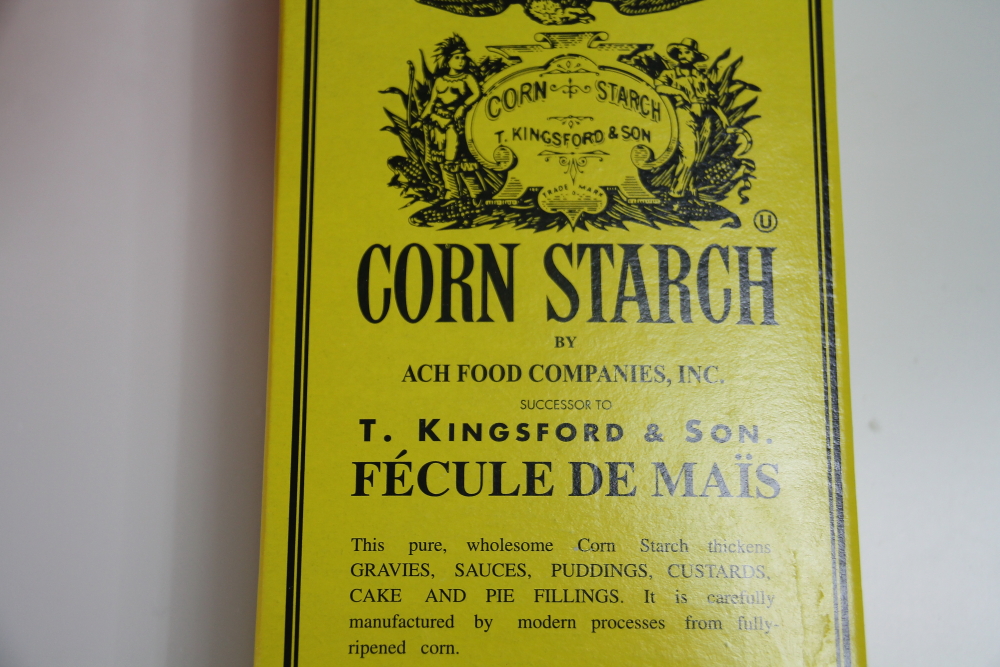 CORN STARCH
T. KINGSFORD & SON
TRADE MARK
U
CORN STARCH
BY
ACH FOOD COMPANIES, INC.
SUCCESSOR TO
T. KINGSFORD & SON.
FÉCULE DE MAÏS
This pure, wholesome Corn Starch thickens
GRAVIES, SAUCES, PUDDINGS, CUSTARDS,
CAKE AND PIE FILLINGS. It is carefully
manufactured by modern processes from fully-
ripened corn.